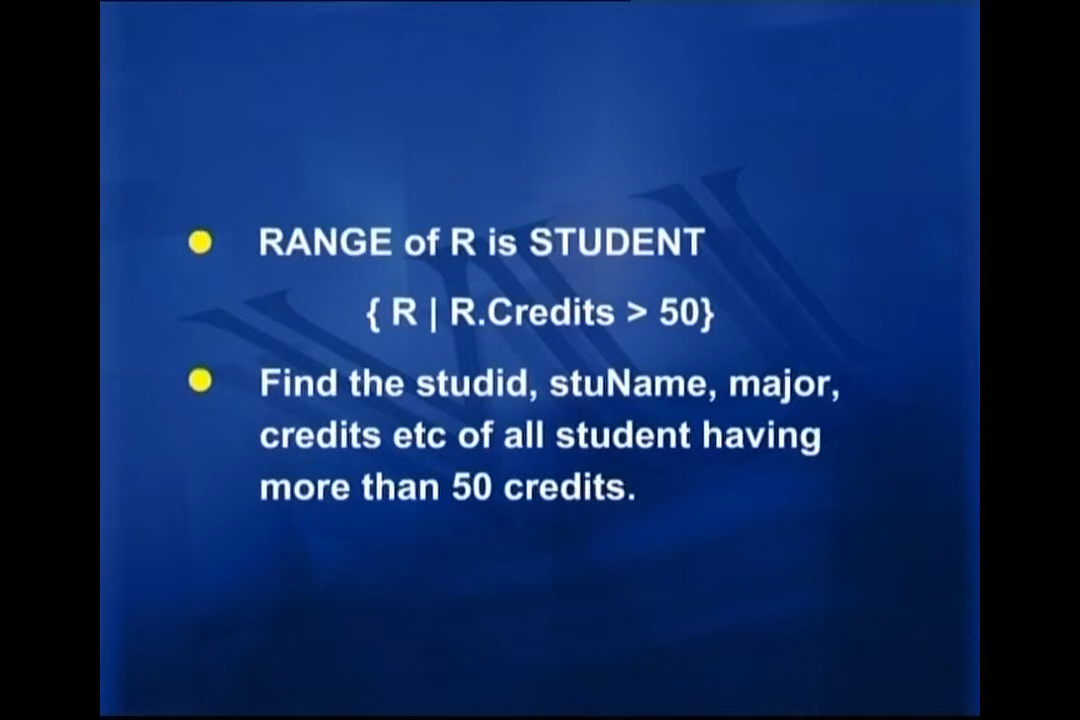 RANGE of R is STUDENT
{ R | R.Credits > 50}
Find the studid, stuName, major,
credits etc of all student having
more than 50 credits.